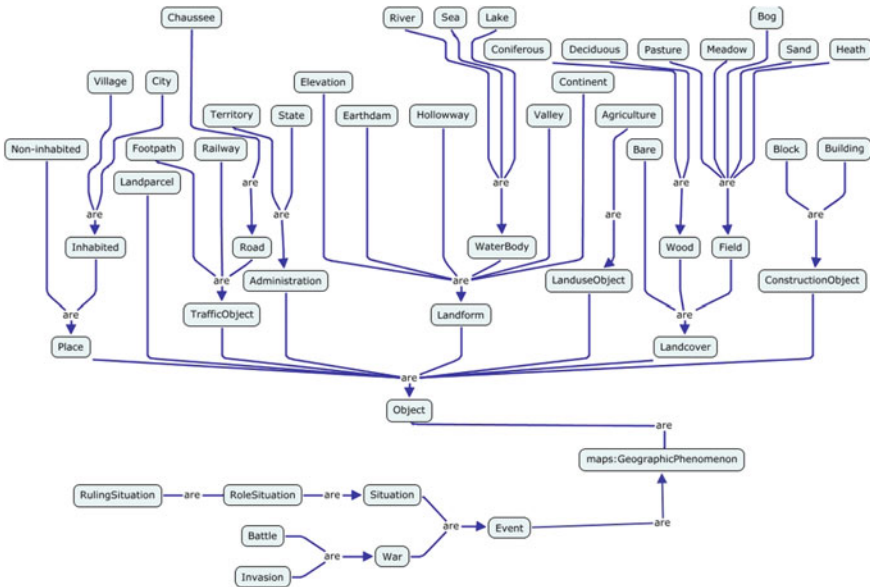 Chaussee
River
Sea
Lake
Bog
Coniferous
Deciduous
Pasture
Meadow
Sand
Heath
Village
City
Elevation
Continent
Territory
State
Earthdam
Hollowway
Valley
Agriculture
Non-inhabited
Footpath
Railway
Bare
Block
Building
Landparcel
are
are
are
are
are
are
are
are
Inhabited
Road
WaterBody
Wood
Field
are
Administration
are
LanduseObject
ConstructionObject
are
TrafficObject
Landform
are
Place
Landcover
are
Object
are
maps:GeographicPhenomenon
RulingSituation
are
RoleSituation
are
Situation
are
Event
are
Battle
are
War
Invasion